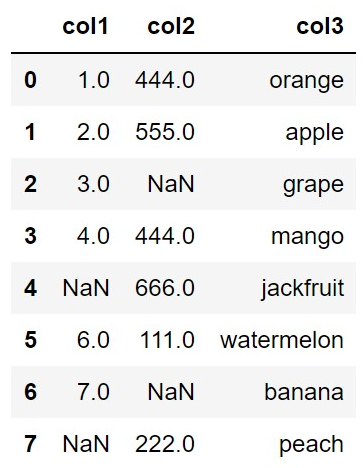 col1 col2 col3
0 1.0 444.0 orange
1 2.0 555.0 apple
2 3.0 NaN grape
3 4.0 444.0 mango
4 NaN 666.0 jackfruit
5 6.0 111.0 watermelon
6 7.0 NaN banana
7 NaN 222.0 peach